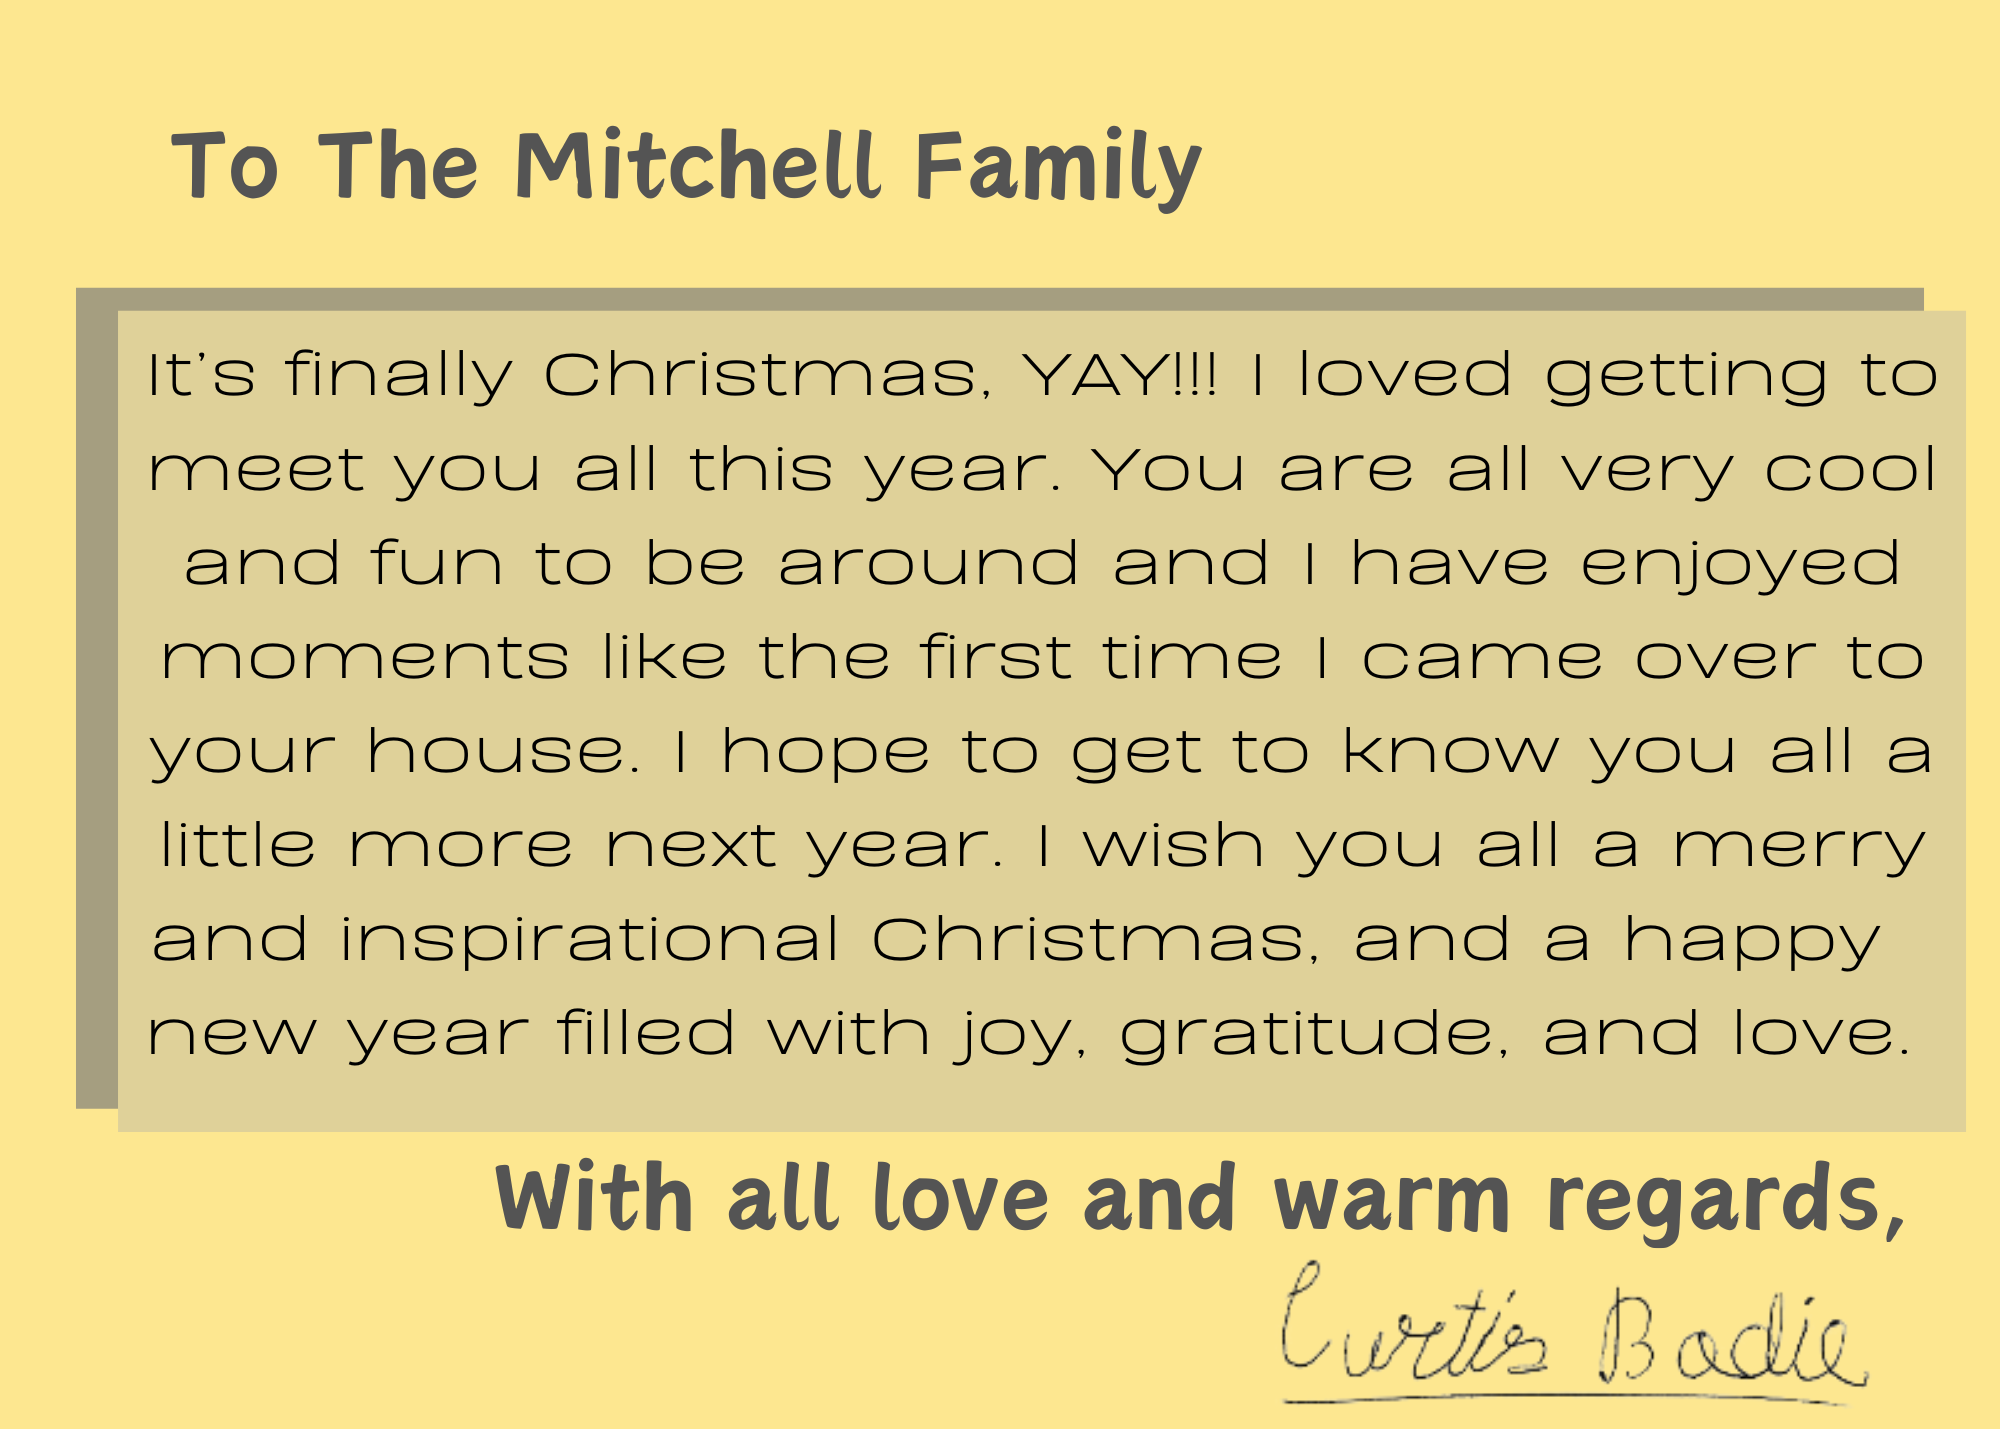 To The Mitchell Family
It's finally Christmas, YAY!!! I loved getting to
meet you all this year. You are all very cool
and fun to be around and I have enjoyed
moments like the first time I came over to
your house. I hope to get to know you all a
little more next year. I wish you all a merry
and inspirational Christmas, and a happy
new year filled with joy, gratitude, and love.
With all love and warm regards,
Curtis Bodie